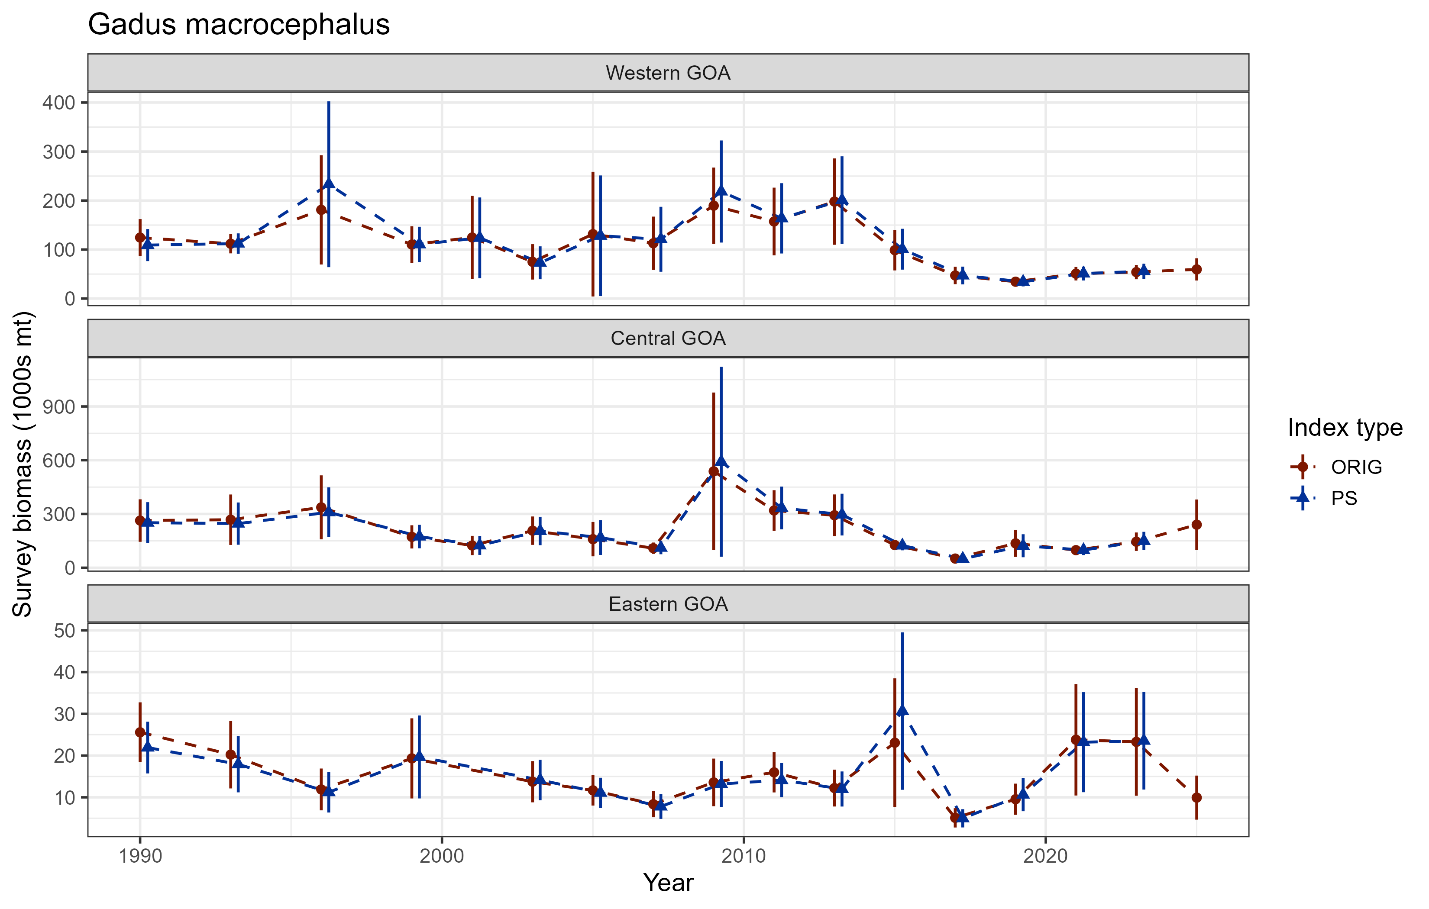 Gadus macrocephalus
Western GOA
400
300
200
100
0
Central GOA
900
600
300
0
Eastern GOA
50
40
30
20
10
1990 2000 2010 2020
Year
Survey biomass (1000s mt)
Index type
ORIG
PS